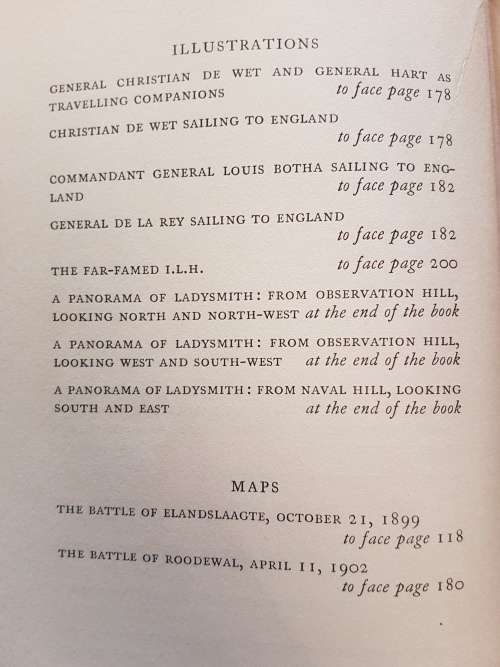 ILLUSTRATIONS
GENERAL CHRISTIAN DE WET AND GENERAL HART AS
TRAVELLING COMPANIONS to face page 178
CHRISTIAN DE WET SAILING TO ENGLAND
to face page 178
COMMANDANT GENERAL LOUIS BOTHA SAILING TO ENG-
LAND to face page 182
GENERAL DE LA REY SAILING TO ENGLAND
to face page 182
THE FAR-FAMED I.L.H. to face page 200
A PANORAMA OF LADYSMITH: FROM OBSERVATION HILL,
LOOKING NORTH AND NORTH-WEST at the end of the book
A PANORAMA OF LADYSMITH: FROM OBSERVATION HILL,
LOOKING WEST AND SOUTH-WEST at the end of the book
A PANORAMA OF LADYSMITH: FROM NAVAL HILL, LOOKING
SOUTH AND EAST at the end of the book
MAPS
THE BATTLE OF ELANDSLAAGTE, OCTOBER 21, 1899
to face page 118
THE BATTLE OF ROODEWAL, APRIL 11, 1902
to face page 180